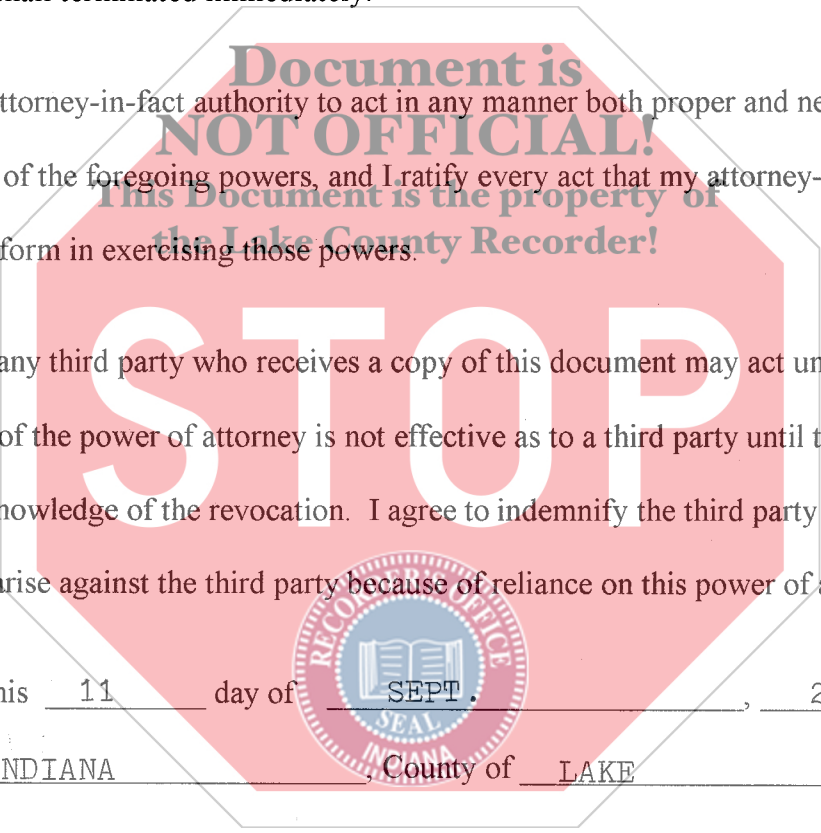 terminated immediately.
Document is
ttorney-in-fact authority to act in any manner both proper and ne
NOT OFFICIAL!
of the foregoing powers, and I ratify every act that my attorney-
This Document is the property of
the Lake County Recorder!
form in exercising those powers.
STOP
any third party who receives a copy of this document may act un
of the power of attorney is not effective as to a third party until t
nowledge of the revocation. I agree to indemnify the third party
arise against the third party because of reliance on this power of a
RECORDER'S OFFICE
his 11 day of SEPT. , 2
SEAL
INDIANA
NDIANA , County of LAKE